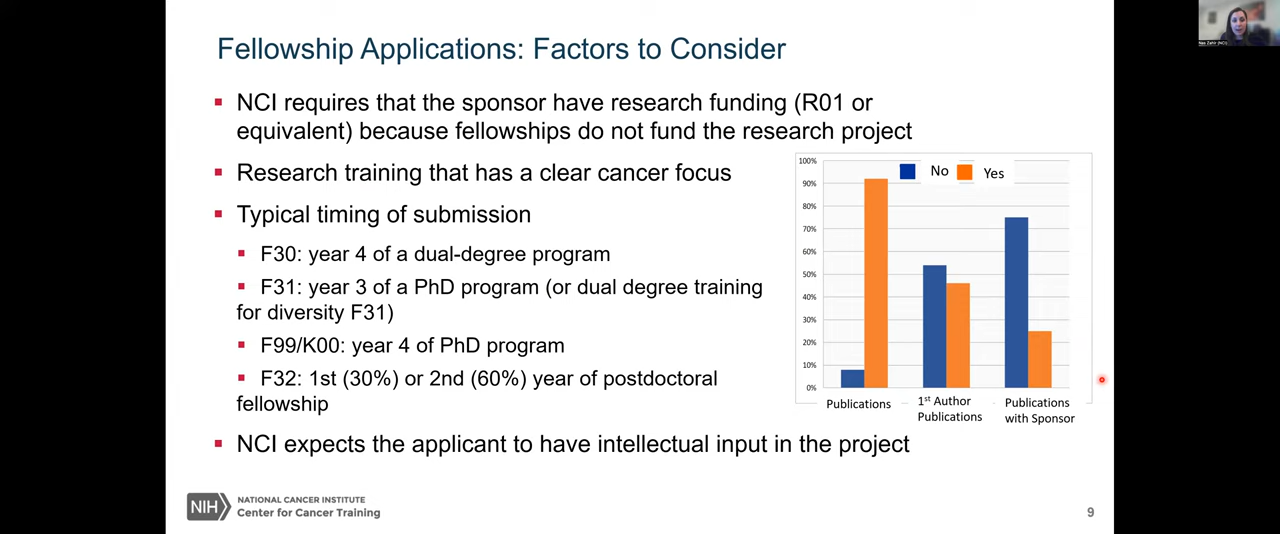 Fellowship Applications: Factors to Consider
▪ NCI requires that the sponsor have research funding (R01 or
equivalent) because fellowships do not fund the research project
▪ Research training that has a clear cancer focus
▪ Typical timing of submission
▪ F30: year 4 of a dual-degree program
▪ F31: year 3 of a PhD program (or dual degree training
for diversity F31)
▪ F99/K00: year 4 of PhD program
▪ F32: 1st (30%) or 2nd (60%) year of postdoctoral
fellowship
▪ NCI expects the applicant to have intellectual input in the project
No Yes
100%
90%
80%
70%
60%
50%
40%
30%
20%
10%
0%
Publications
1st Author
Publications
Publications
with Sponsor
NIH
NATIONAL CANCER INSTITUTE
Center for Cancer Training
9
Nas Zahir (NCI)